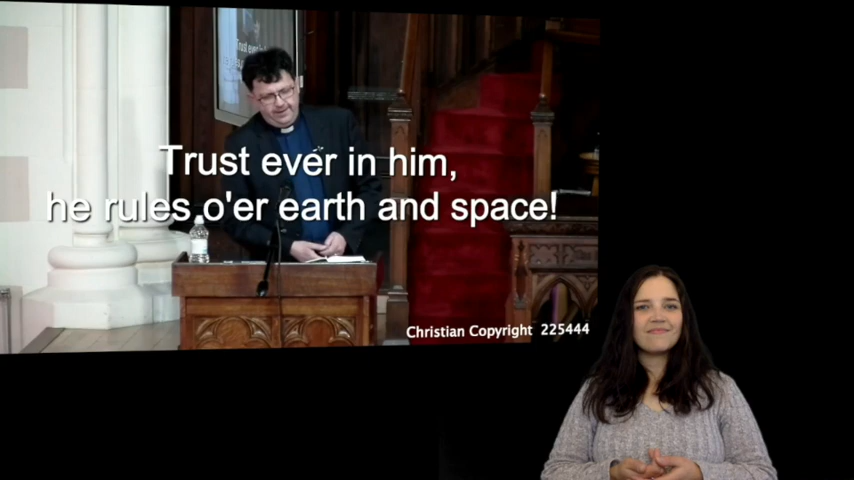 Trust ever in him,
he rules o'er earth and space!
Christian Copyright 225444